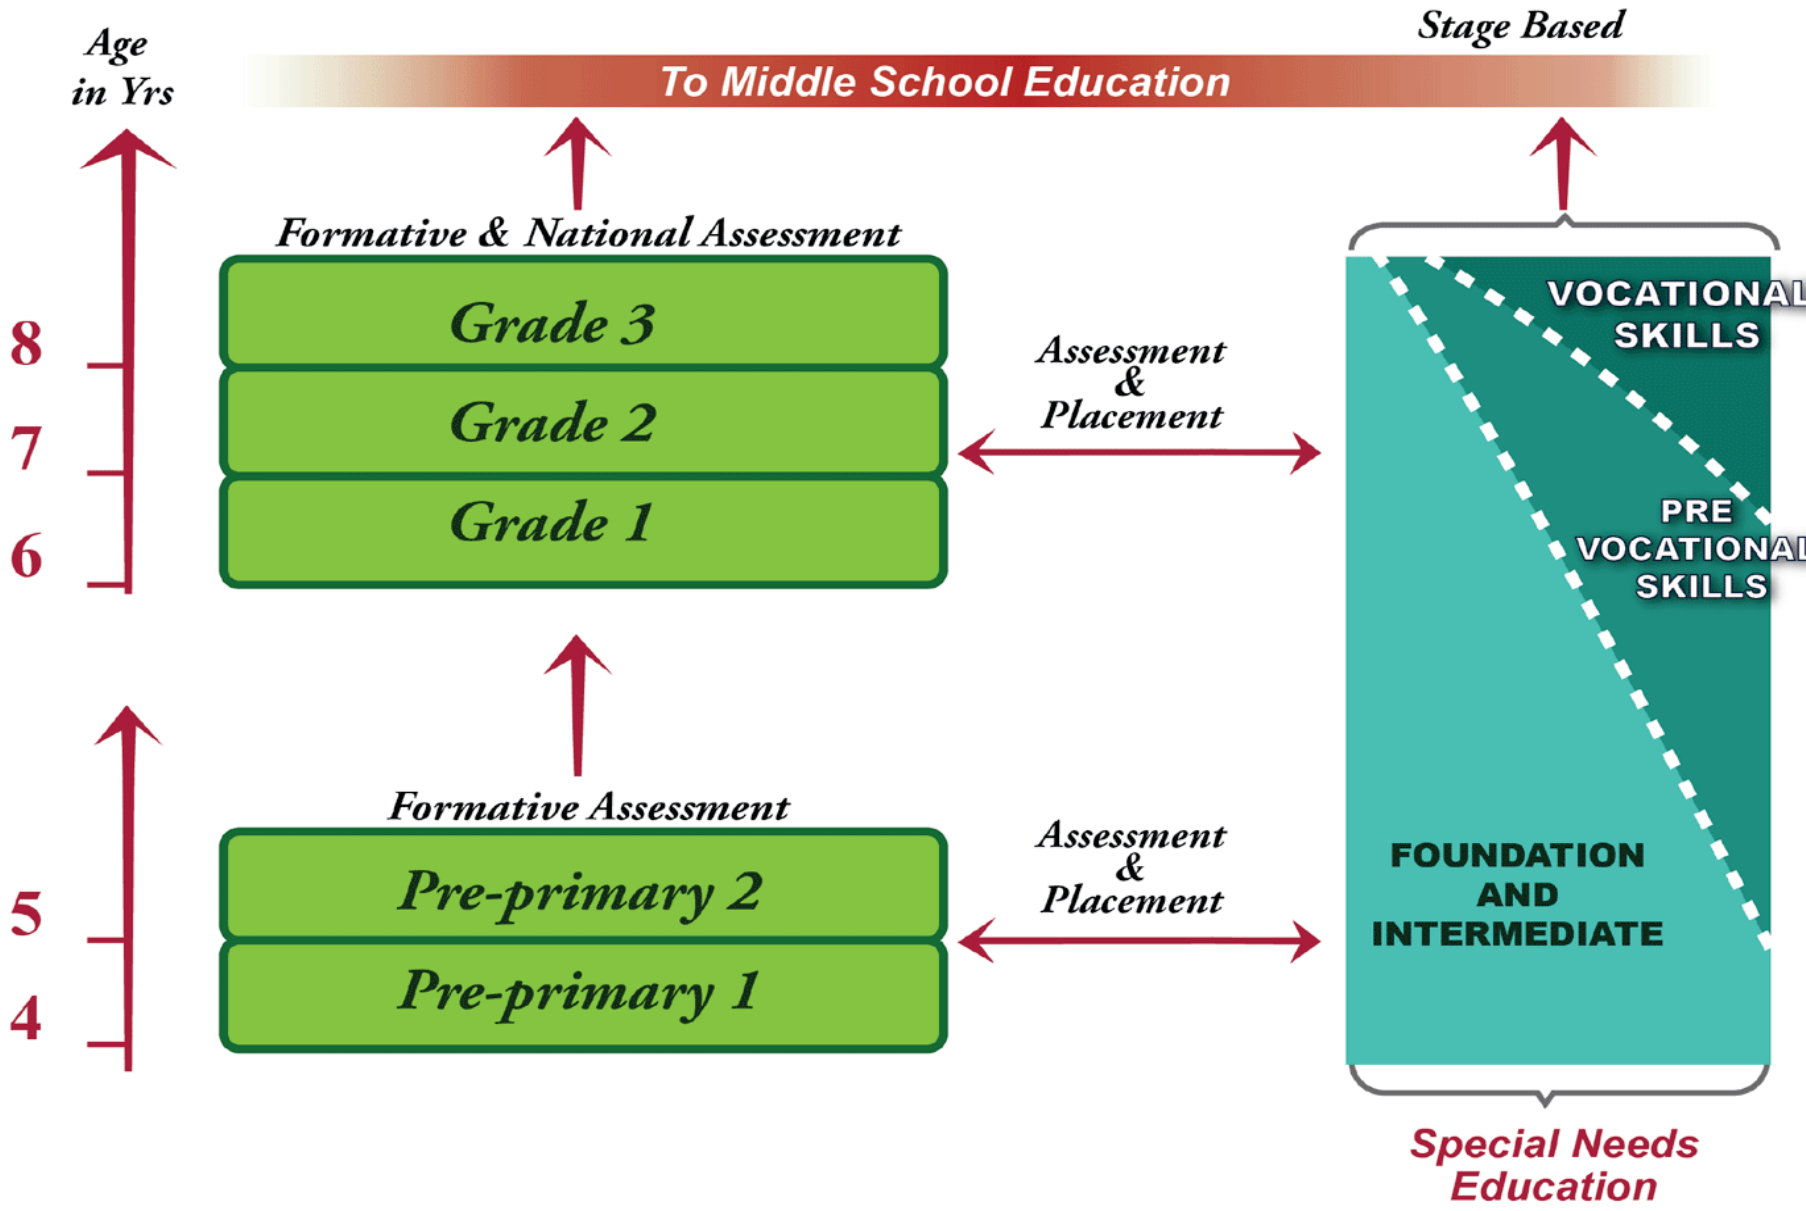 Age
in Yrs
Stage Based
To Middle School Education
Formative & National Assessment
8
Grade 3
7
Grade 2
6
Grade 1
Assessment
&
Placement
VOCATIONAL
SKILLS
PRE
VOCATIONAL
SKILLS
Formative Assessment
5
Pre-primary 2
4
Pre-primary 1
Assessment
&
Placement
FOUNDATION
AND
INTERMEDIATE
Special Needs
Education